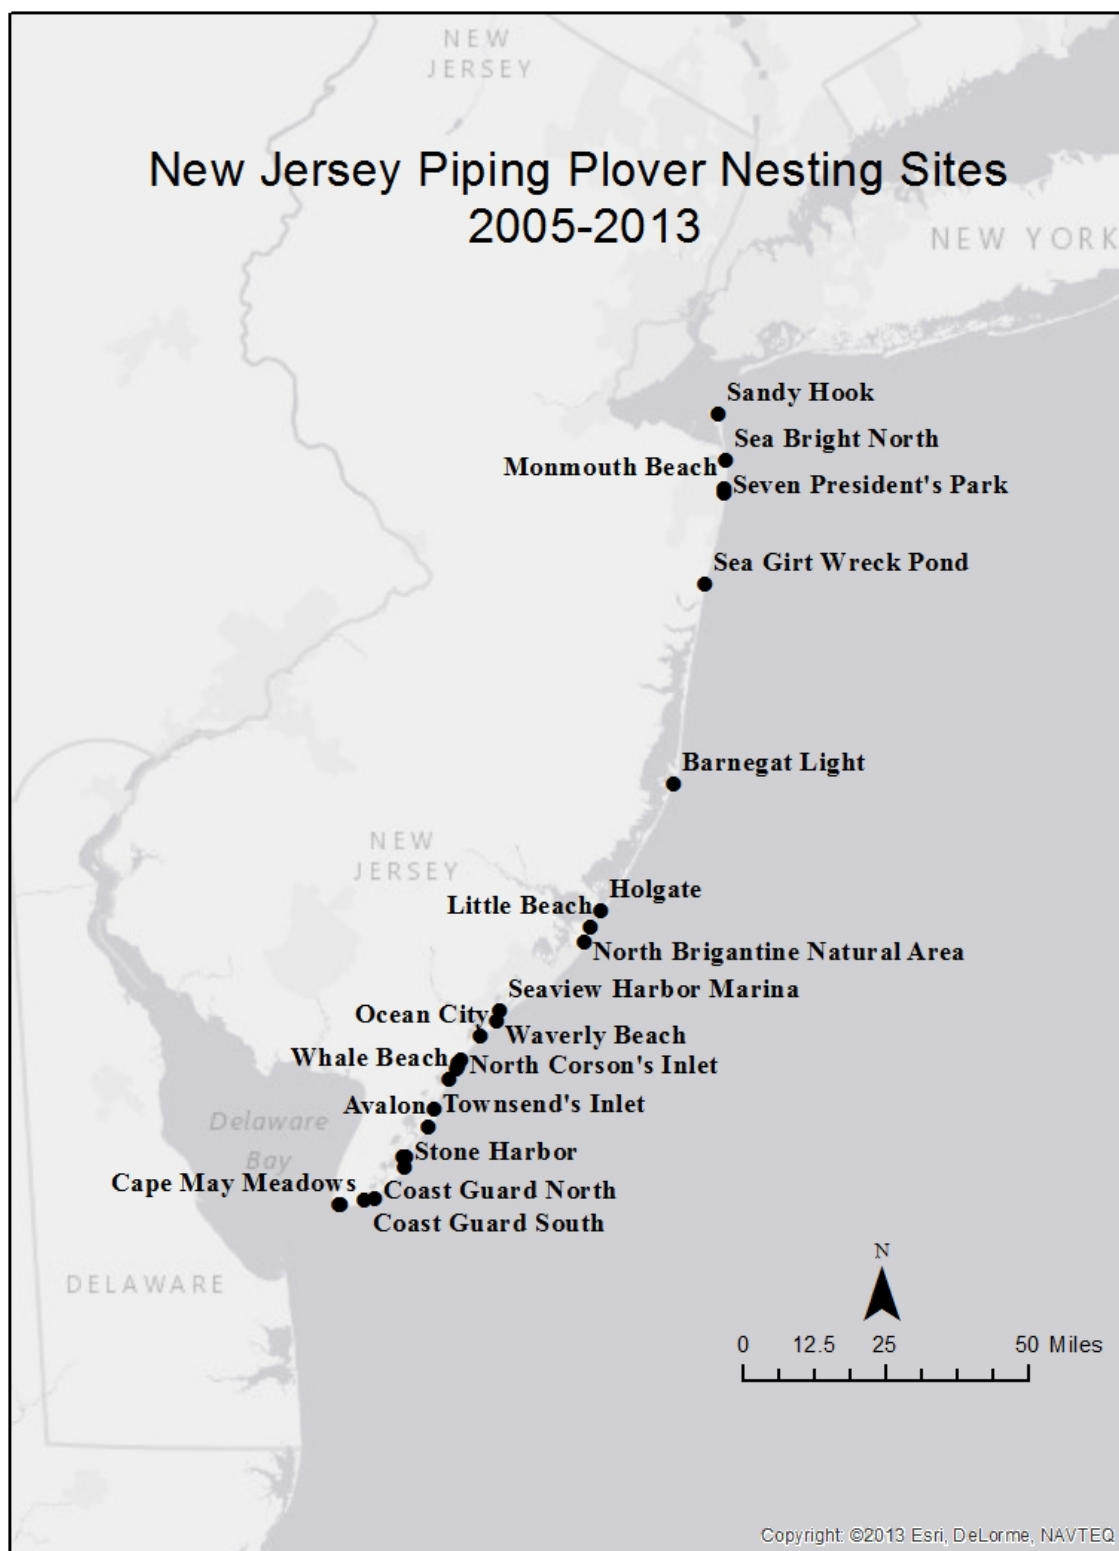 NEW
JERSEY
New Jersey Piping Plover Nesting Sites
2005-2013
NEW YORK
Sandy Hook
Sea Bright North
Monmouth Beach
Seven President's Park
Sea Girt Wreck Pond
Barnegat Light
NEW
JERSEY
Holgate
Little Beach
North Brigantine Natural Area
Seaview Harbor Marina
Ocean City
Waverly Beach
Whale Beach
North Corson's Inlet
Avalon
Townsend's Inlet
Delaware
Bay
Stone Harbor
Cape May Meadows
Coast Guard North
Coast Guard South
DELAWARE
N
0 12.5 25 50 Miles
Copyright: ©2013 Esri, DeLorme, NAVTEQ